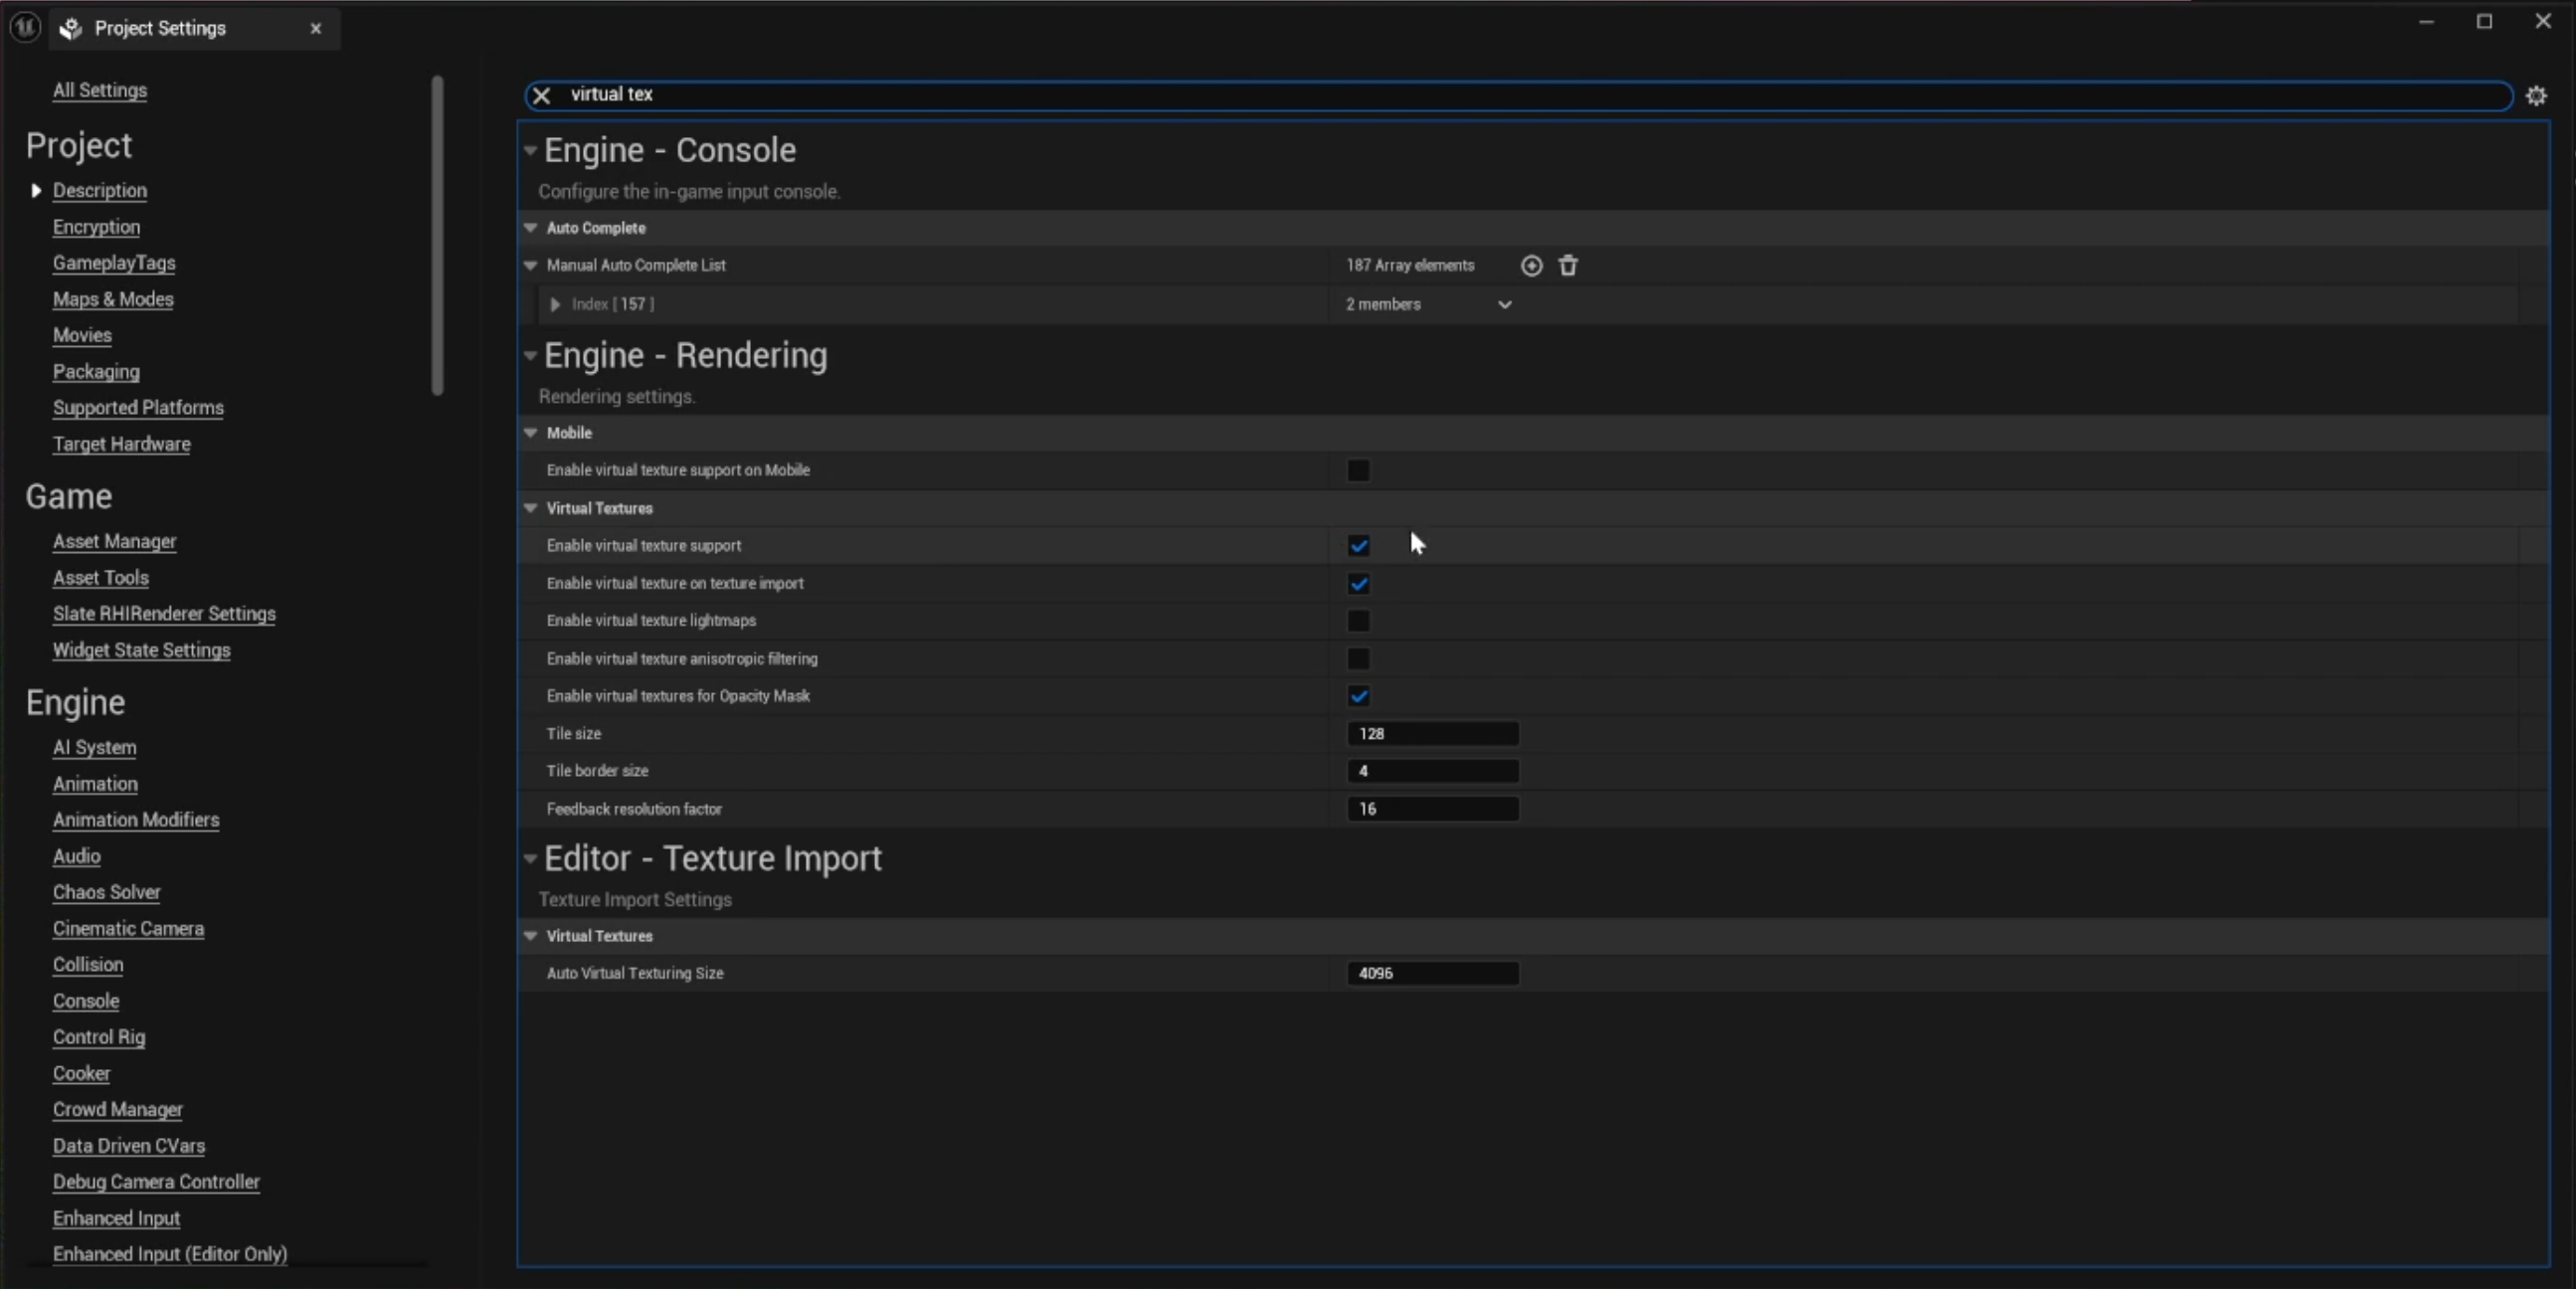 Project Settings
All Settings
Project
Description
Encryption
GameplayTags
Maps & Modes
Movies
Packaging
Supported Platforms
Target Hardware
Game
Asset Manager
Asset Tools
Slate RHIRenderer Settings
Widget State Settings
Engine
AI System
Animation
Animation Modifiers
Audio
Chaos Solver
Cinematic Camera
Collision
Console
Control Rig
Cooker
Crowd Manager
Data Driven CVars
Debug Camera Controller
Enhanced Input
Enhanced Input (Editor Only)
virtual tex
Engine - Console
Configure the in-game input console.
Auto Complete
Manual Auto Complete List 187 Array elements
Index [ 157 ] 2 members
Engine - Rendering
Rendering settings.
Mobile
Enable virtual texture support on Mobile
Virtual Textures
Enable virtual texture support
Enable virtual texture on texture import
Enable virtual texture lightmaps
Enable virtual texture anisotropic filtering
Enable virtual textures for Opacity Mask
Tile size 128
Tile border size 4
Feedback resolution factor 16
Editor - Texture Import
Texture Import Settings
Virtual Textures
Auto Virtual Texturing Size 4096